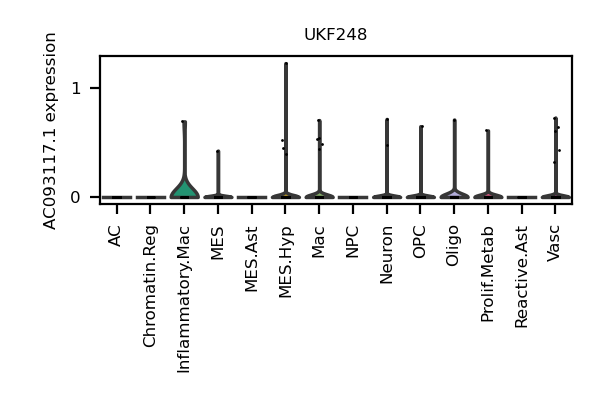 UKF248
AC093117.1 expression
1
0
AC
Chromatin.Reg
Inflammatory.Mac
MES
MES.Ast
MES.Hyp
Mac
NPC
Neuron
OPC
Oligo
Prolif.Metab
Reactive.Ast
Vasc